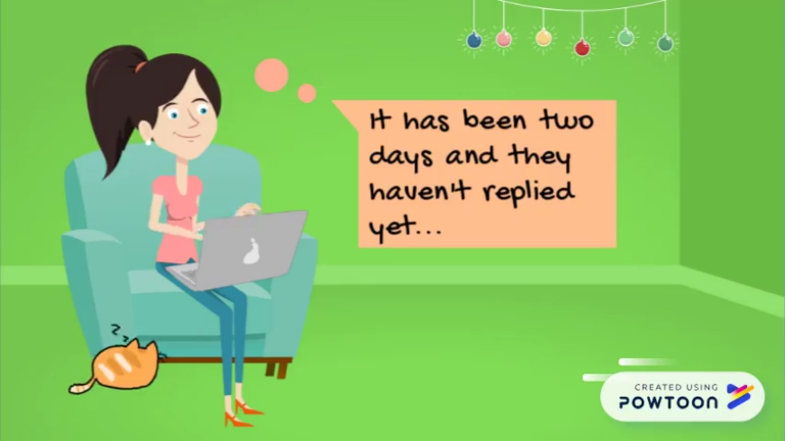 It has been two
days and they
haven't replied
yet...
z z z
CREATED USING
POWTOON